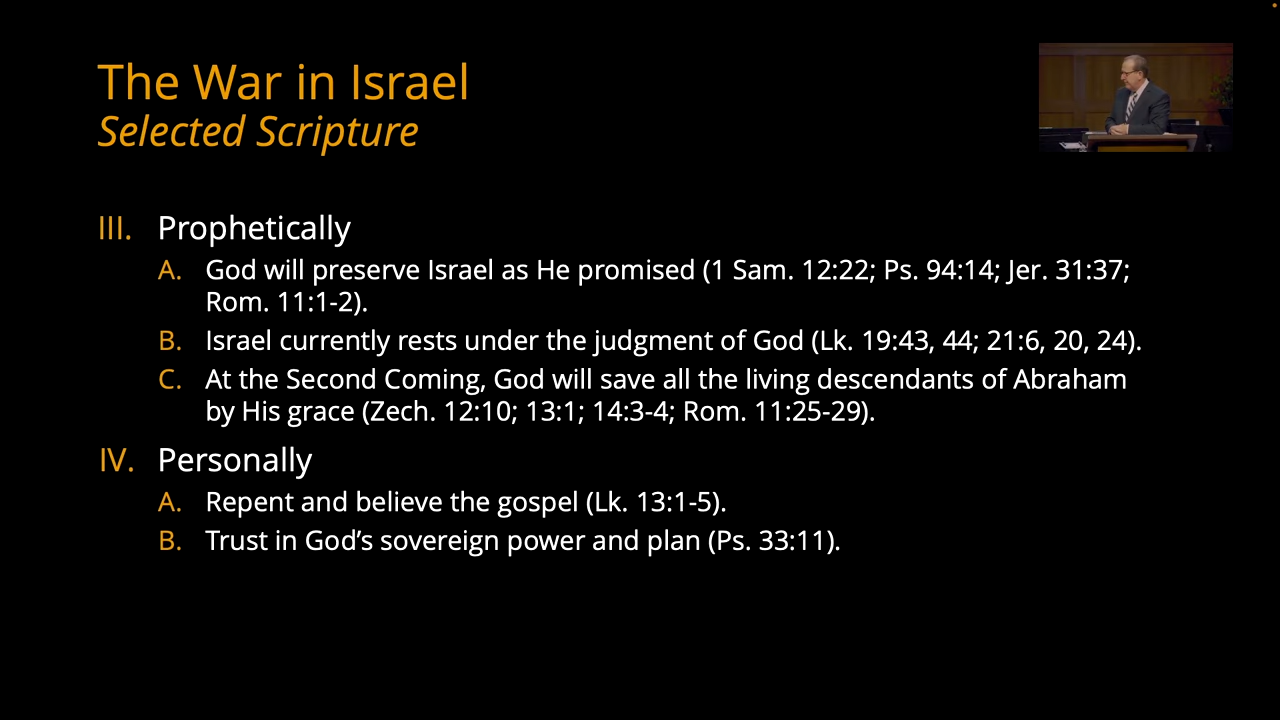 The War in Israel
Selected Scripture
III. Prophetically
A. God will preserve Israel as He promised (1 Sam. 12:22; Ps. 94:14; Jer. 31:37;
Rom. 11:1-2).
B. Israel currently rests under the judgment of God (Lk. 19:43, 44; 21:6, 20, 24).
C. At the Second Coming, God will save all the living descendants of Abraham
by His grace (Zech. 12:10; 13:1; 14:3-4; Rom. 11:25-29).
IV. Personally
A. Repent and believe the gospel (Lk. 13:1-5).
B. Trust in God’s sovereign power and plan (Ps. 33:11).